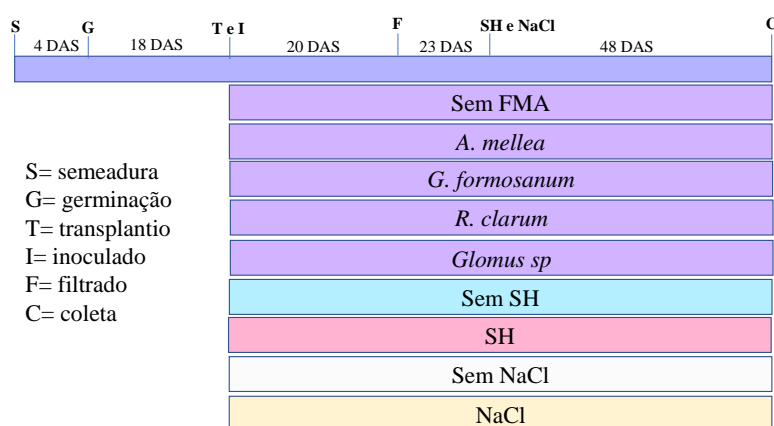 S G T e I F SH e NaCl C
4 DAS 18 DAS 20 DAS 23 DAS 48 DAS
Sem FMA
A. mellea
G. formosanum
R. clarum
Glomus sp
Sem SH
SH
Sem NaCl
NaCl
S= semeadura
G= germinação
T= transplantio
I= inoculado
F= filtrado
C= coleta